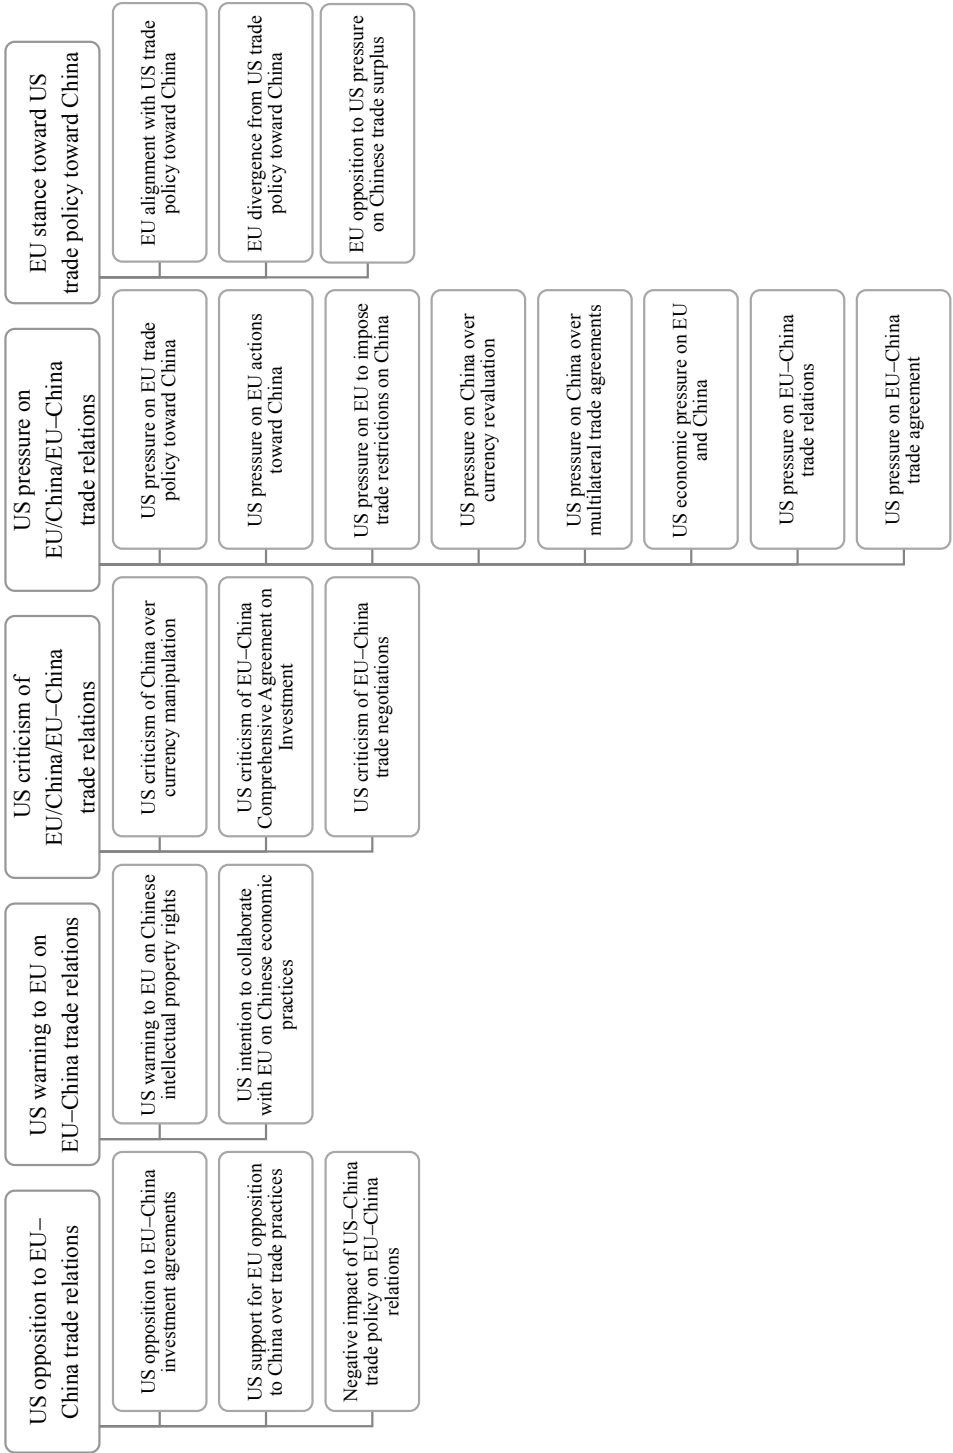 US opposition to EU–
China trade relations
US opposition to EU–China
investment agreements
US support for EU opposition
to China over trade practices
Negative impact of US–China
trade policy on EU–China
relations
US warning to EU on
EU–China trade relations
US warning to EU on Chinese
intellectual property rights
US intention to collaborate
with EU on Chinese economic
practices
US criticism of
EU/China/EU–China
trade relations
US criticism of China over
currency manipulation
US criticism of EU–China
Comprehensive Agreement on
Investment
US criticism of EU–China
trade negotiations
US pressure on
EU/China/EU–China
trade relations
US pressure on EU trade
policy toward China
US pressure on EU actions
toward China
US pressure on EU to impose
trade restrictions on China
US pressure on China over
currency revaluation
US pressure on China over
multilateral trade agreements
US economic pressure on EU
and China
US pressure on EU–China
trade relations
US pressure on EU–China
trade agreement
EU stance toward US
trade policy toward China
EU alignment with US trade
policy toward China
EU divergence from US trade
policy toward China
EU opposition to US pressure
on Chinese trade surplus